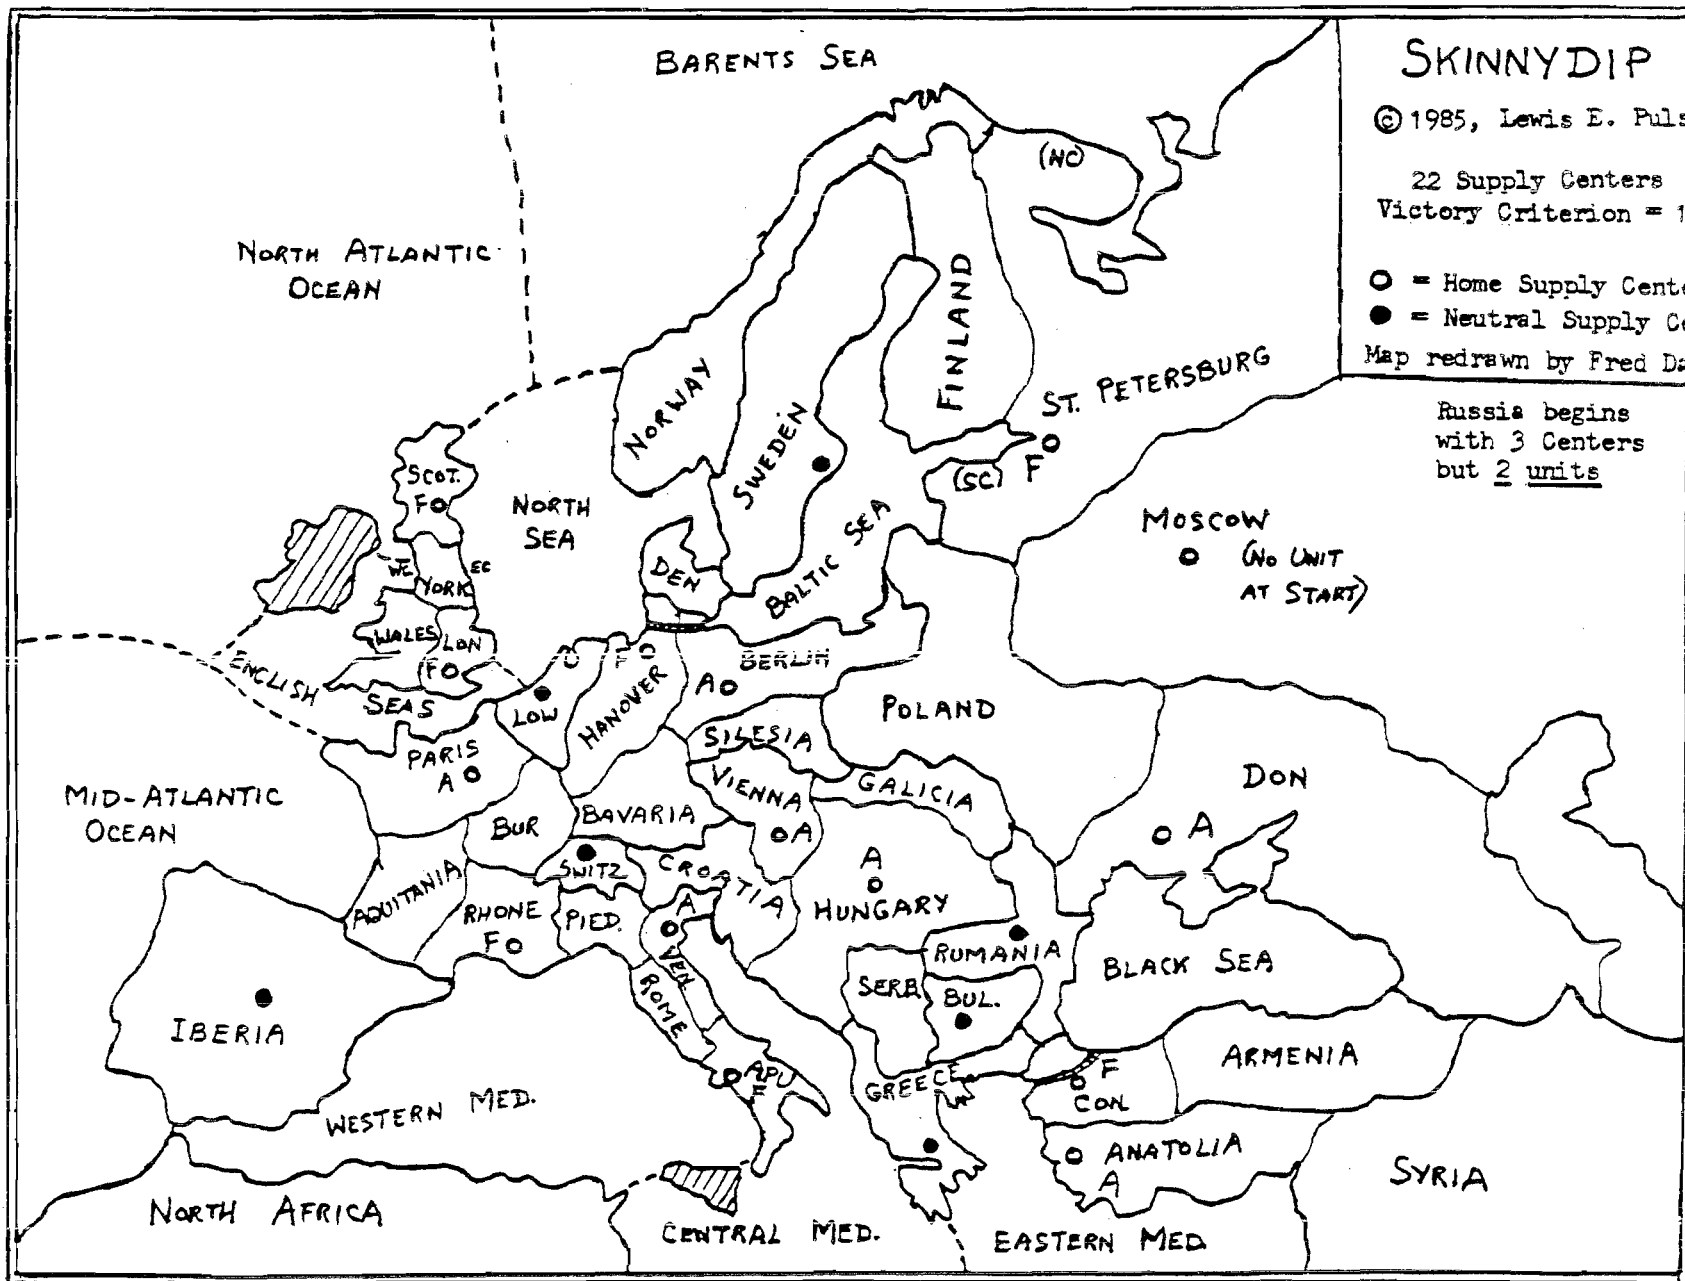 BARENTS SEA
SKINNYDIP
© 1985, Lewis E. Puls
22 Supply Centers
Victory Criterion = 1
O = Home Supply Cente
● = Neutral Supply Ce
Map redrawn by Fred Da
Russia begins
with 3 Centers
but 2 units
(NC)
NORTH ATLANTIC
OCEAN
NORWAY
SWEDEN
FINLAND
ST. PETERSBURG
(SC) F
SCOT.
F
NORTH
SEA
MOSCOW
(NO UNIT
AT START)
WC
EC
YORK
DEN
BALTIC SEA
WALES
LON
F
ENGLISH
SEAS
LOW
F
HANOVER
BERLIN
A
SILESIA
POLAND
PARIS
A
MID-ATLANTIC
OCEAN
BUR
BAVARIA
VIENNA
A
GALICIA
DON
A
AQUITANIA
SWITZ
CROATIA
A
HUNGARY
RHONE
F
PIED.
A
VEN.
ROME
RUMANIA
BLACK SEA
SERB.
BUL.
IBERIA
APU
F
GREECE
F
CON.
ARMENIA
WESTERN MED.
ANATOLIA
A
SYRIA
NORTH AFRICA
CENTRAL MED.
EASTERN MED.